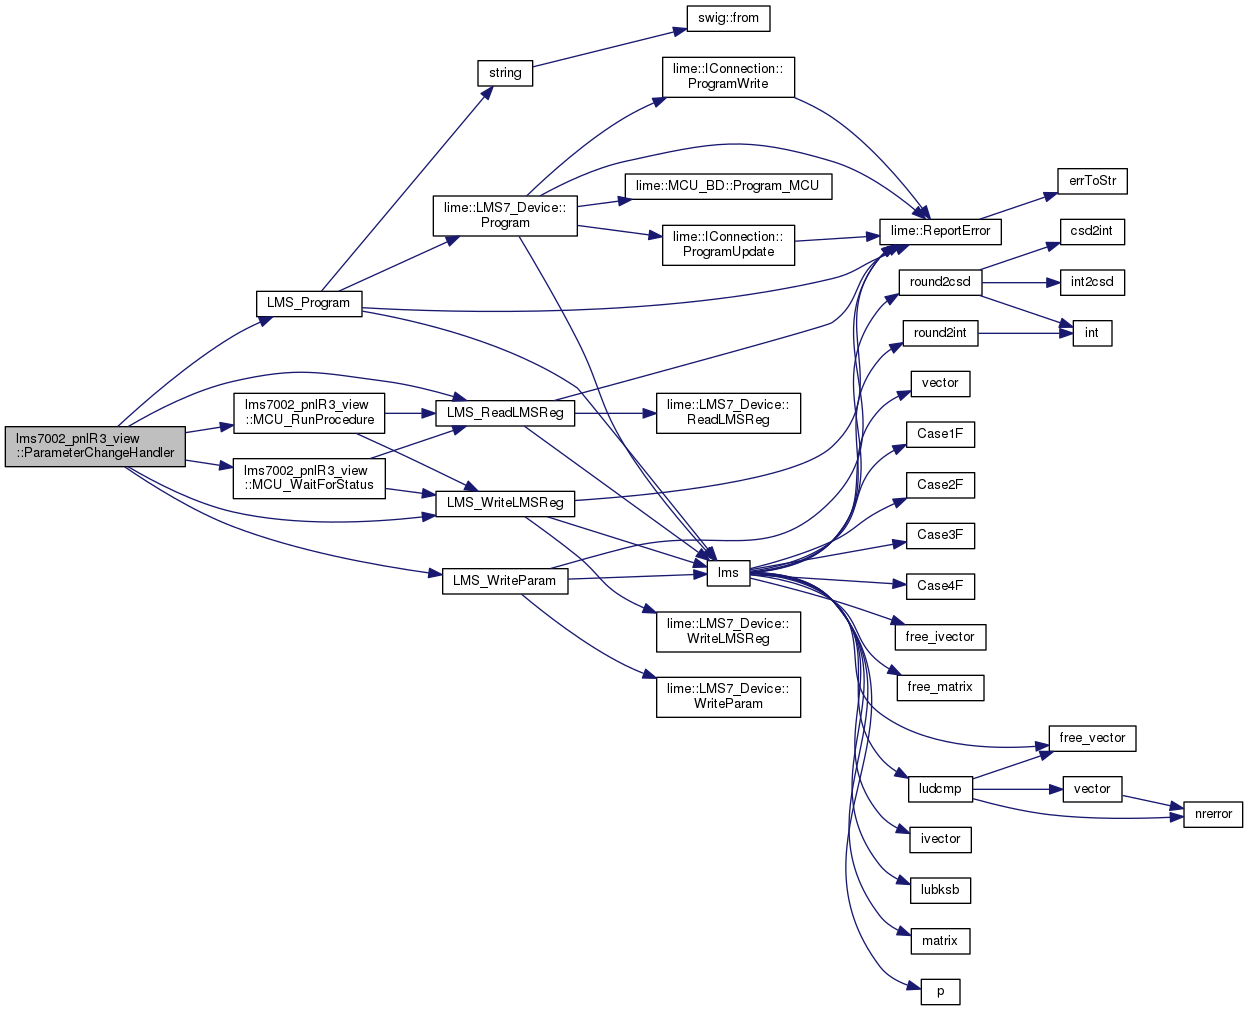 swig::from
string
lime::IConnection::
ProgramWrite
lime::MCU_BD::Program_MCU
errToStr
lime::LMS7_Device::
Program
lime::IConnection::
ProgramUpdate
lime::ReportError
csd2int
round2csd
int2csd
LMS_Program
round2int
int
vector
lms7002_pnlR3_view
::MCU_RunProcedure
LMS_ReadLMSReg
lime::LMS7_Device::
ReadLMSReg
Case1F
lms7002_pnlR3_view
::ParameterChangeHandler
lms7002_pnlR3_view
::MCU_WaitForStatus
Case2F
LMS_WriteLMSReg
Case3F
LMS_WriteParam
lms
Case4F
lime::LMS7_Device::
WriteLMSReg
free_ivector
lime::LMS7_Device::
WriteParam
free_matrix
free_vector
ludcmp
vector
nrerror
ivector
lubksb
matrix
p